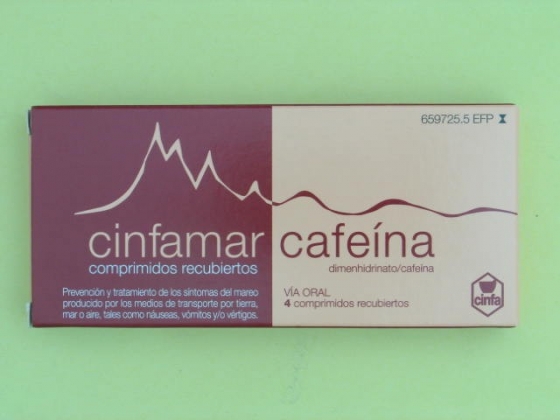 659725.5 EFP
cinfamar cafeína
comprimidos recubiertos
dimenhidrinato/cafeína
Prevención y tratamiento de los síntomas del mareo
producido por los medios de transporte por tierra,
mar o aire, tales como náuseas, vómitos y/o vértigos.
VÍA ORAL
4 comprimidos recubiertos
cinfa